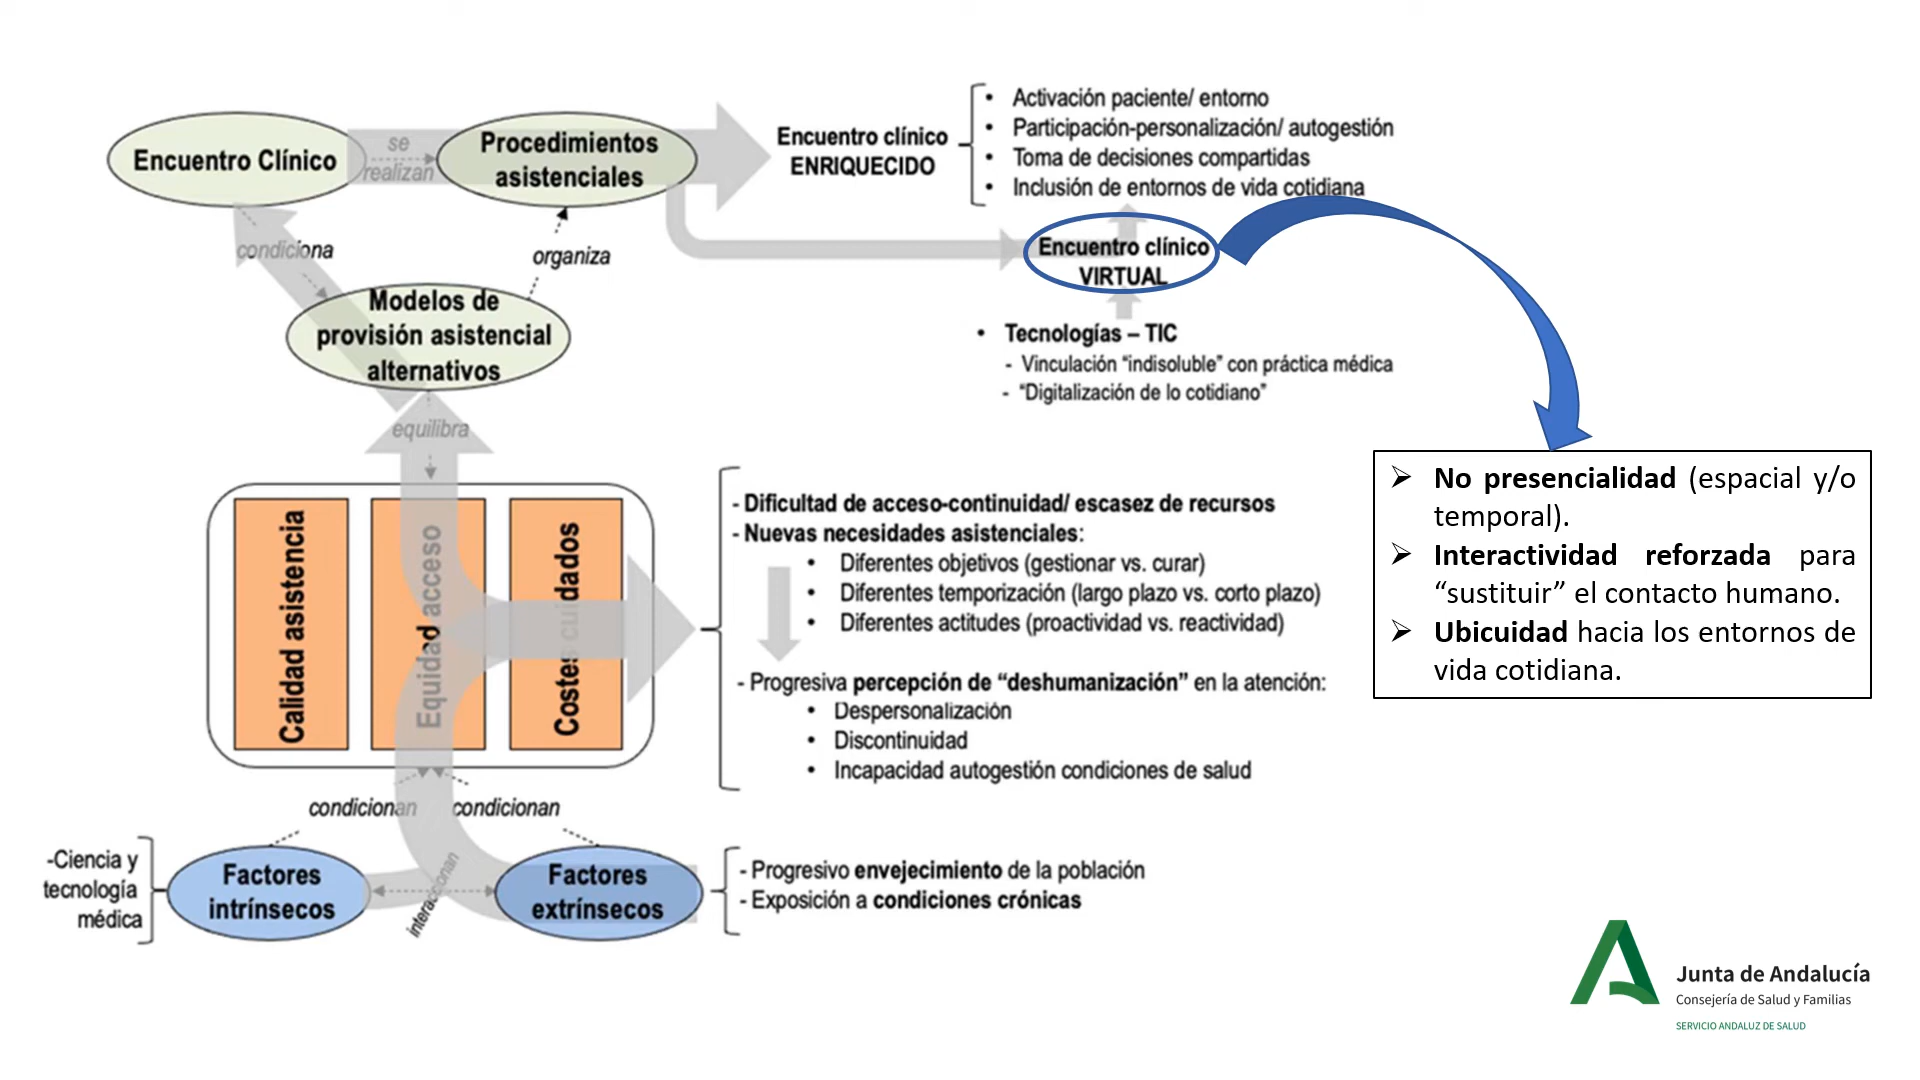 Encuentro Clínico
se
realizan
Procedimientos
asistenciales
Encuentro clínico
ENRIQUECIDO
• Activación paciente/ entorno
• Participación-personalización/ autogestión
• Toma de decisiones compartidas
• Inclusión de entornos de vida cotidiana
condiciona
organiza
Encuentro clínico
VIRTUAL
Modelos de
provisión asistencial
alternativos
• Tecnologías – TIC
- Vinculación “indisoluble” con práctica médica
- “Digitalización de lo cotidiano”
equilibra
Calidad asistencia
Equidad acceso
Costes cuidados
- Dificultad de acceso-continuidad/ escasez de recursos
- Nuevas necesidades asistenciales:
• Diferentes objetivos (gestionar vs. curar)
• Diferentes temporización (largo plazo vs. corto plazo)
• Diferentes actitudes (proactividad vs. reactividad)
- Progresiva percepción de “deshumanización” en la atención:
• Despersonalización
• Discontinuidad
• Incapacidad autogestión condiciones de salud
➢ No presencialidad (espacial y/o
temporal).
➢ Interactividad reforzada para
“sustituir” el contacto humano.
➢ Ubicuidad hacia los entornos de
vida cotidiana.
condicionan
condicionan
-Ciencia y
tecnología
médica
Factores
intrínsecos
interaccionan
Factores
extrínsecos
- Progresivo envejecimiento de la población
- Exposición a condiciones crónicas
Junta de Andalucía
Consejería de Salud y Familias
SERVICIO ANDALUZ DE SALUD